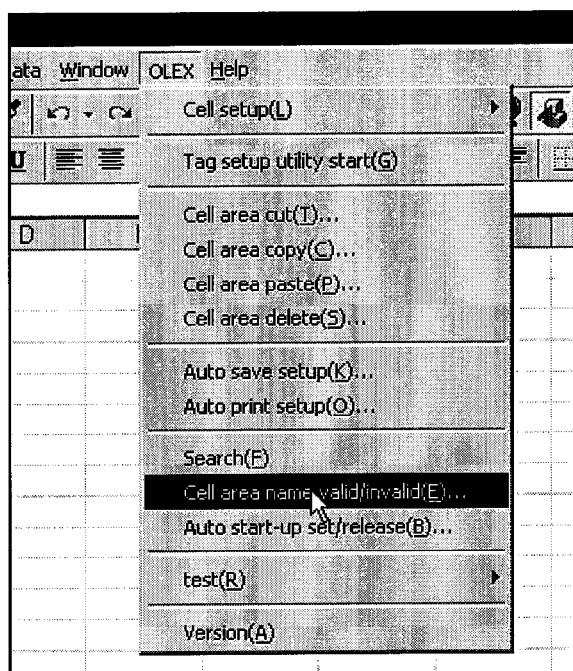 ata Window OLEX Help
Cell setup(L)
U
Tag setup utility start(G)
Cell area cut(T)...
D
Cell area copy(C)...
Cell area paste(P)...
Cell area delete(S)...
Auto save setup(K)...
Auto print setup(O)...
Search(F)
Cell area name valid/invalid(E)...
Auto start-up set/release(B)...
test(R)
Version(A)